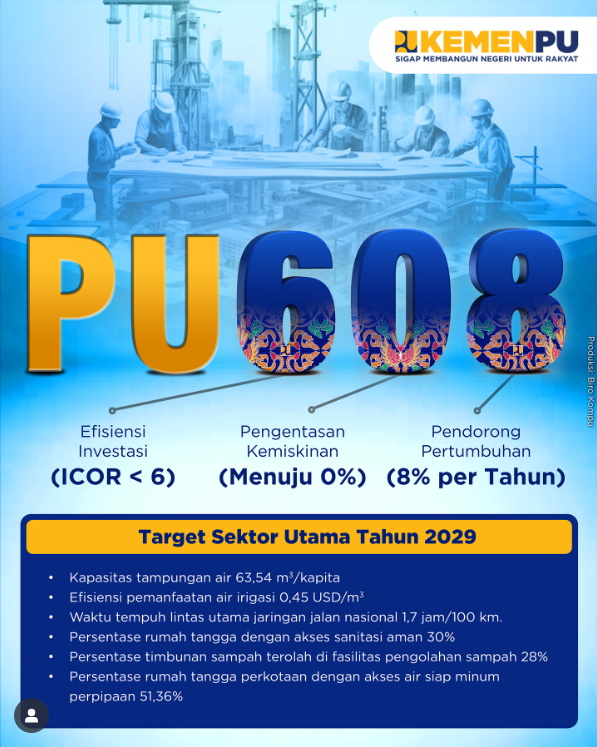 KEMENPU
SIGAP MEMBANGUN NEGERI UNTUK RAKYAT
PU608
Produksi: Biro Kompu
Efisiensi
Investasi
(ICOR < 6)
Pengentasan
Kemiskinan
(Menuju 0%)
Pendorong
Pertumbuhan
(8% per Tahun)
Target Sektor Utama Tahun 2029
• Kapasitas tampungan air 63,54 m³/kapita
• Efisiensi pemanfaatan air irigasi 0,45 USD/m³
• Waktu tempuh lintas utama jaringan jalan nasional 1,7 jam/100 km.
• Persentase rumah tangga dengan akses sanitasi aman 30%
• Persentase timbunan sampah terolah di fasilitas pengolahan sampah 28%
• Persentase rumah tangga perkotaan dengan akses air siap minum
perpipaan 51,36%